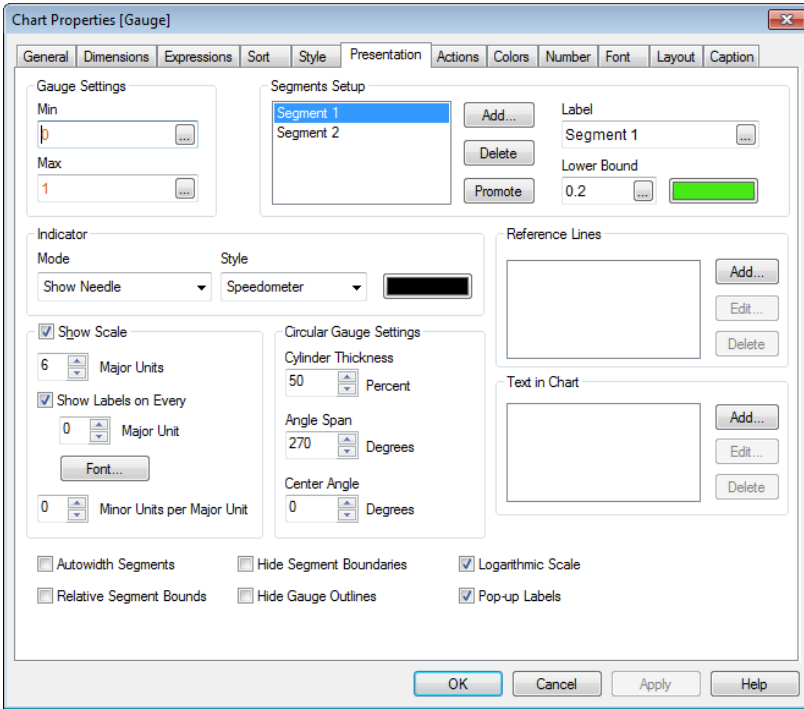 Chart Properties [Gauge]
General Dimensions Expressions Sort Style Presentation Actions Colors Number Font Layout Caption
Gauge Settings
Min
0
...
Max
1
...
Segments Setup
Segment 1
Segment 2
Add...
Delete
Promote
Label
Segment 1
...
Lower Bound
0.2
...
Indicator
Mode
Show Needle
Style
Speedometer
Reference Lines
Add...
Edit...
Delete
Show Scale
6 Major Units
Show Labels on Every
0 Major Unit
Font...
0 Minor Units per Major Unit
Circular Gauge Settings
Cylinder Thickness
50 Percent
Angle Span
270 Degrees
Center Angle
0 Degrees
Text in Chart
Add...
Edit...
Delete
Autowidth Segments
Hide Segment Boundaries
Logarithmic Scale
Relative Segment Bounds
Hide Gauge Outlines
Pop-up Labels
OK Cancel Apply Help